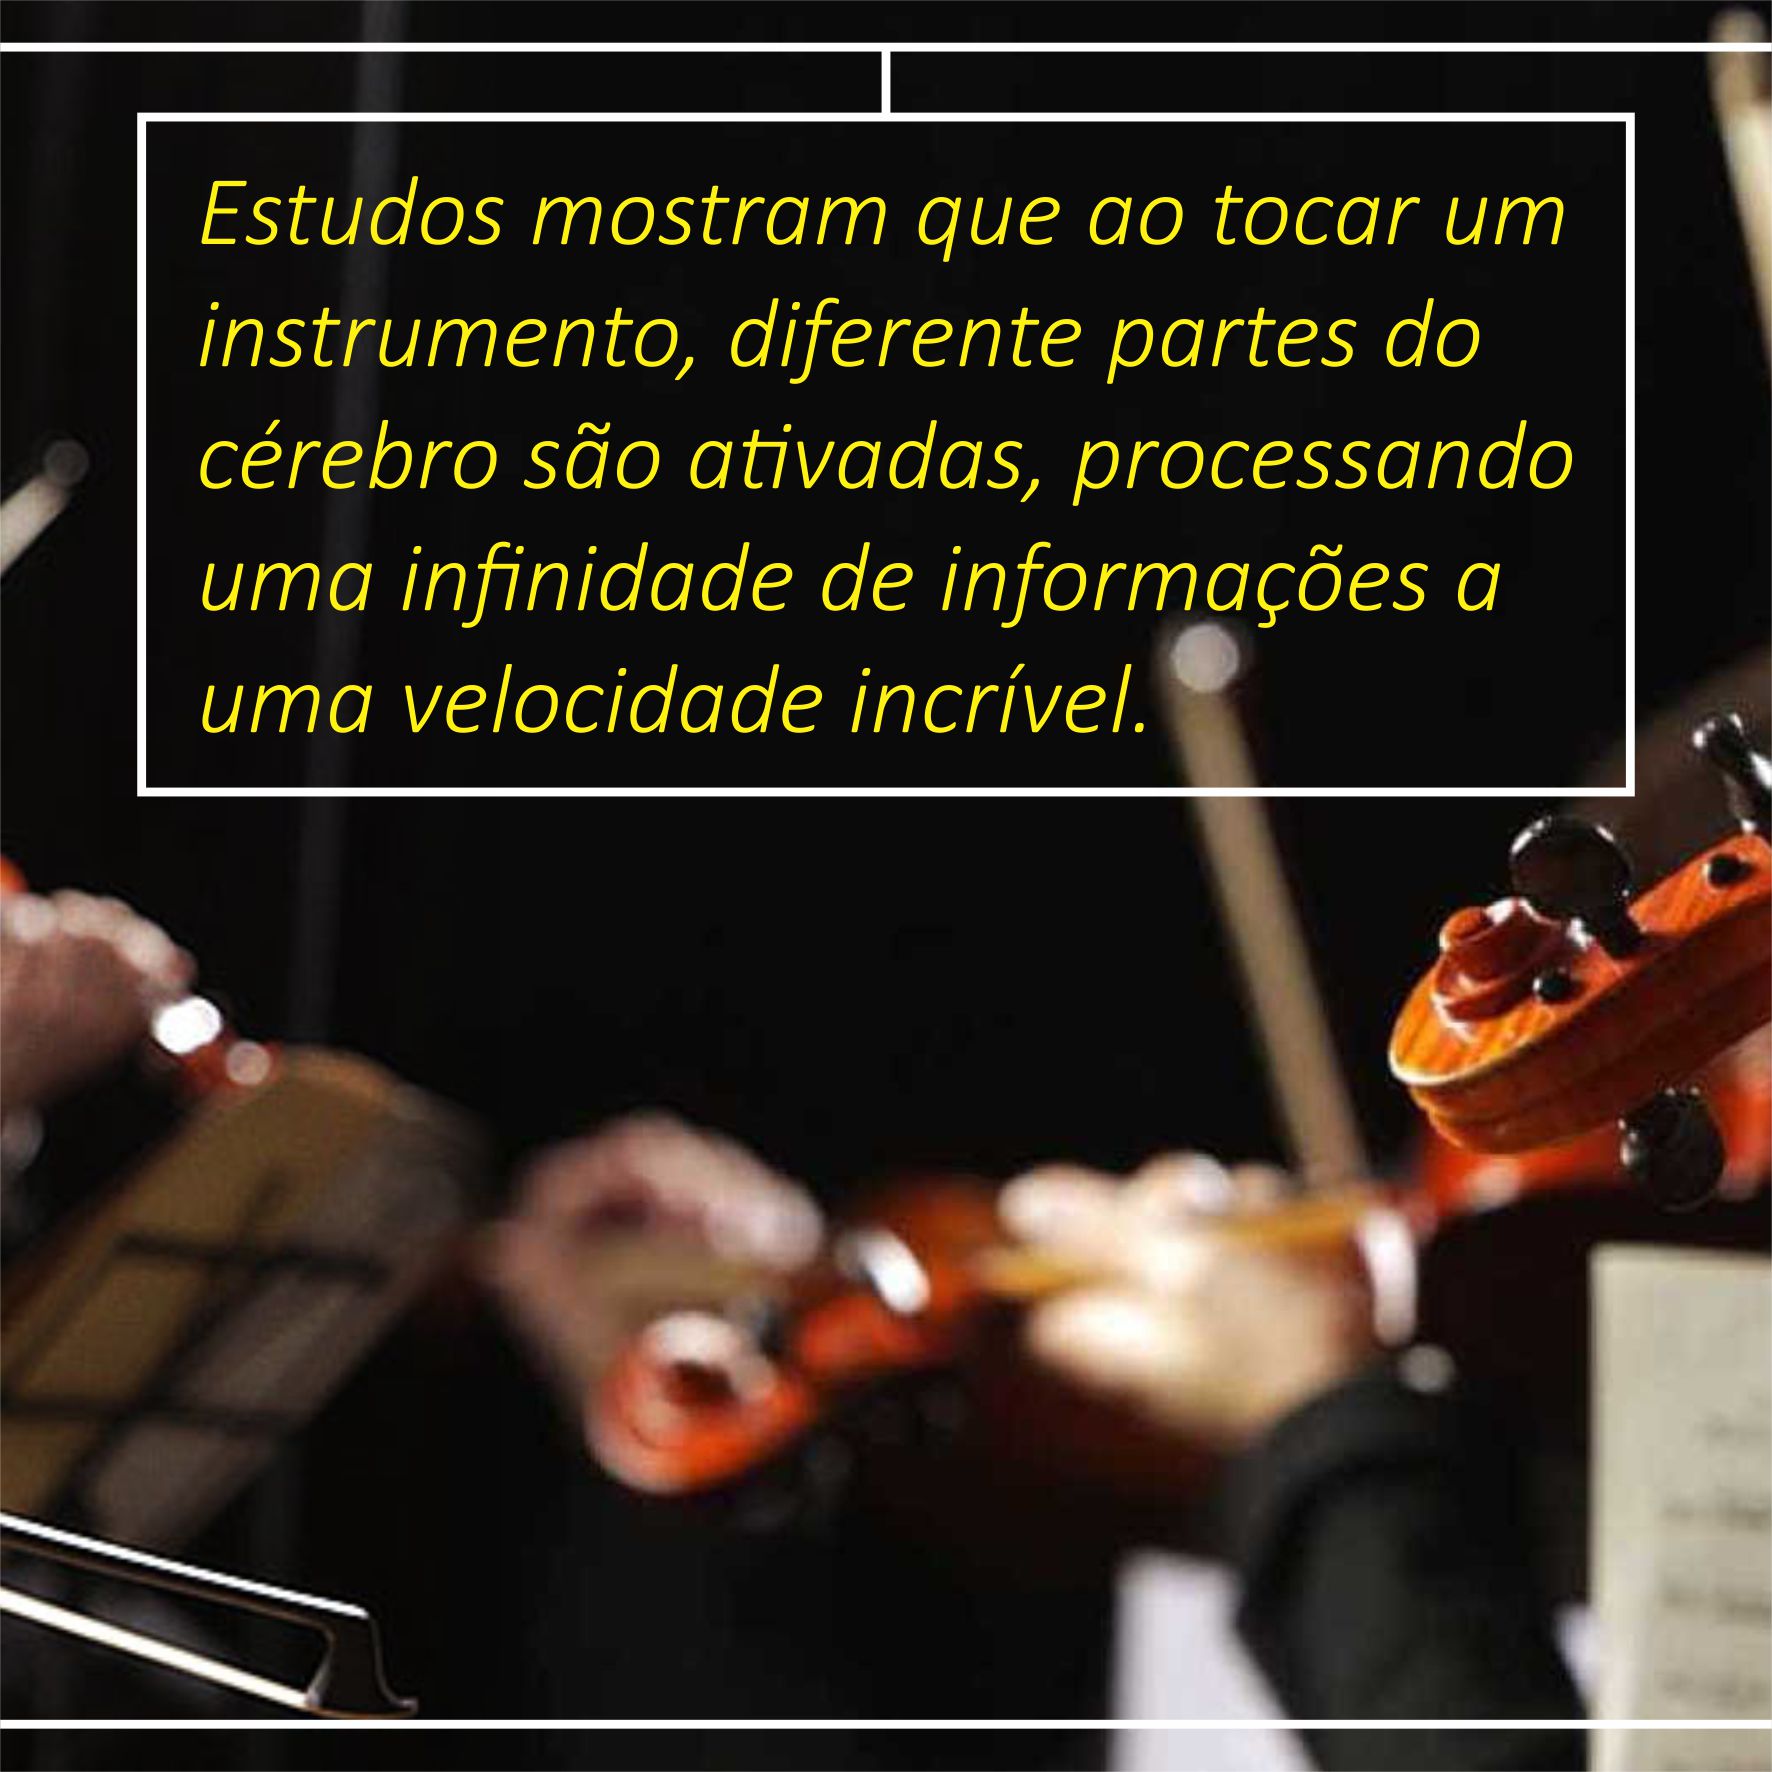 Estudos mostram que ao tocar um
instrumento, diferente partes do
cérebro são ativadas, processando
uma infinidade de informações a
uma velocidade incrível.